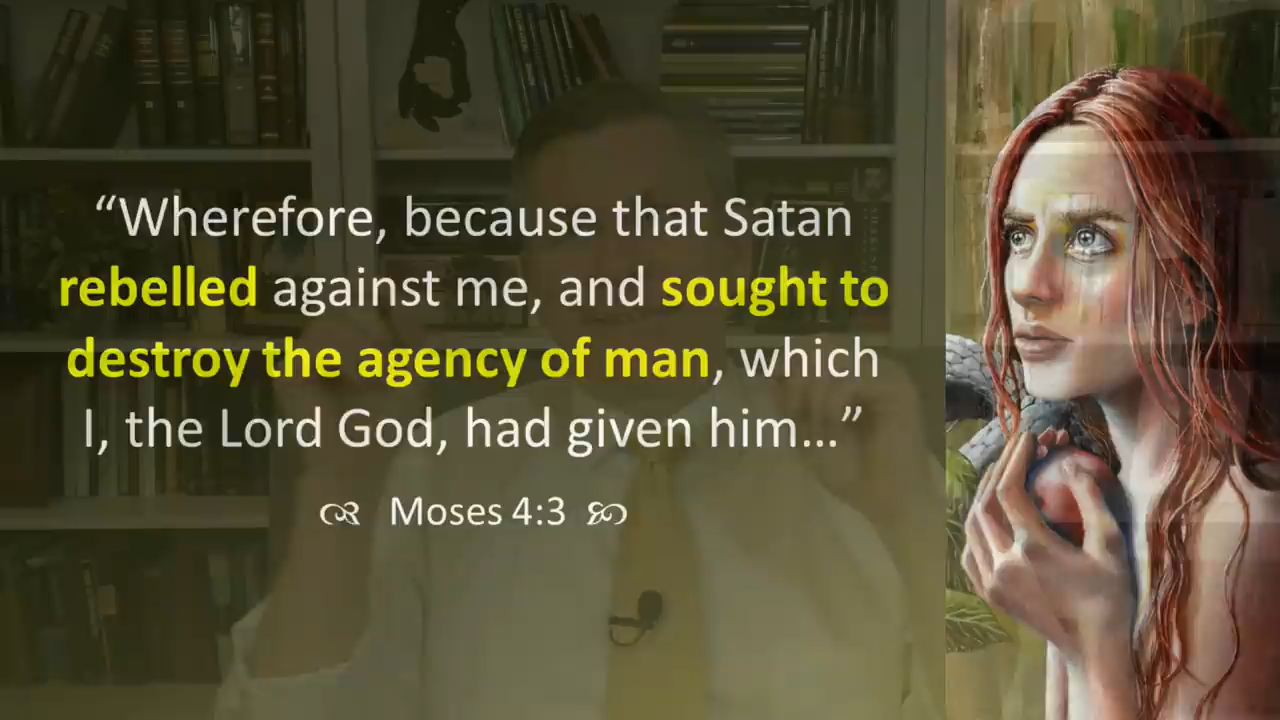 “Wherefore, because that Satan
rebelled against me, and sought to
destroy the agency of man, which
I, the Lord God, had given him...”
Moses 4:3